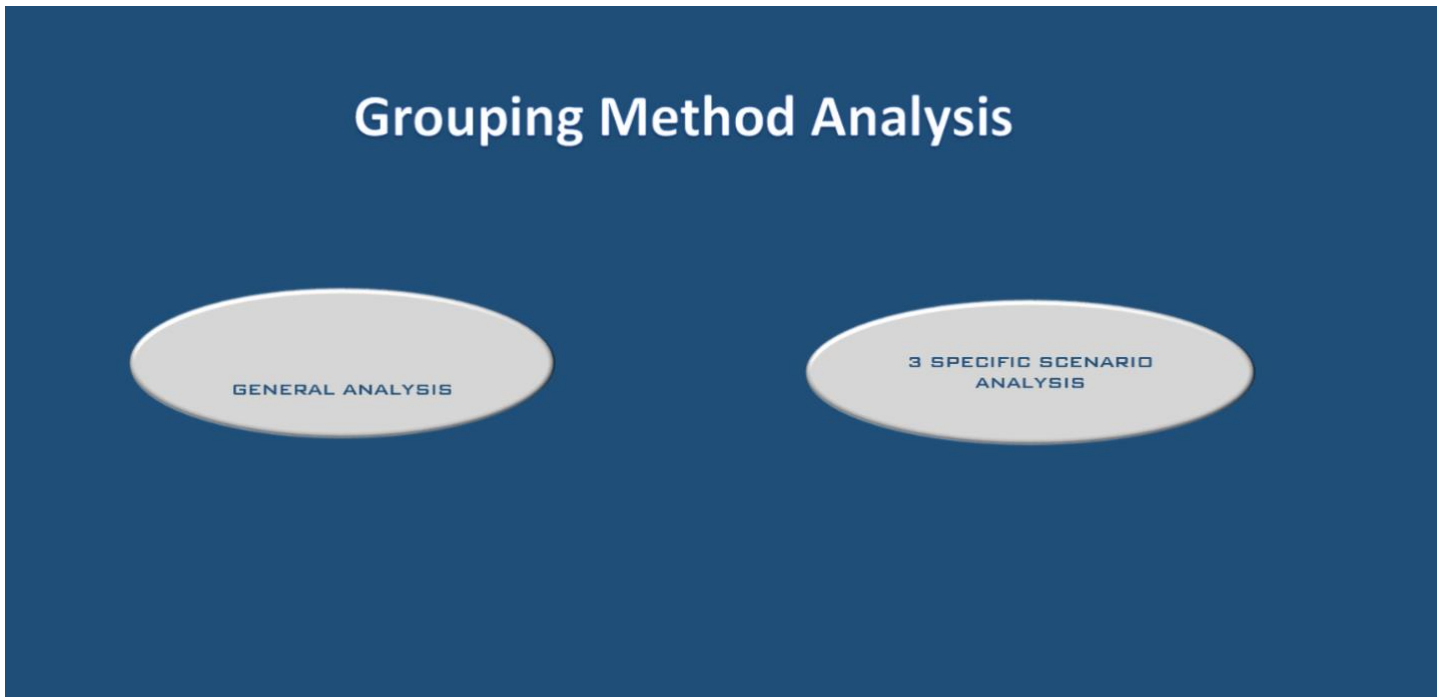 Grouping Method Analysis
GENERAL ANALYSIS
3 SPECIFIC SCENARIO
ANALYSIS